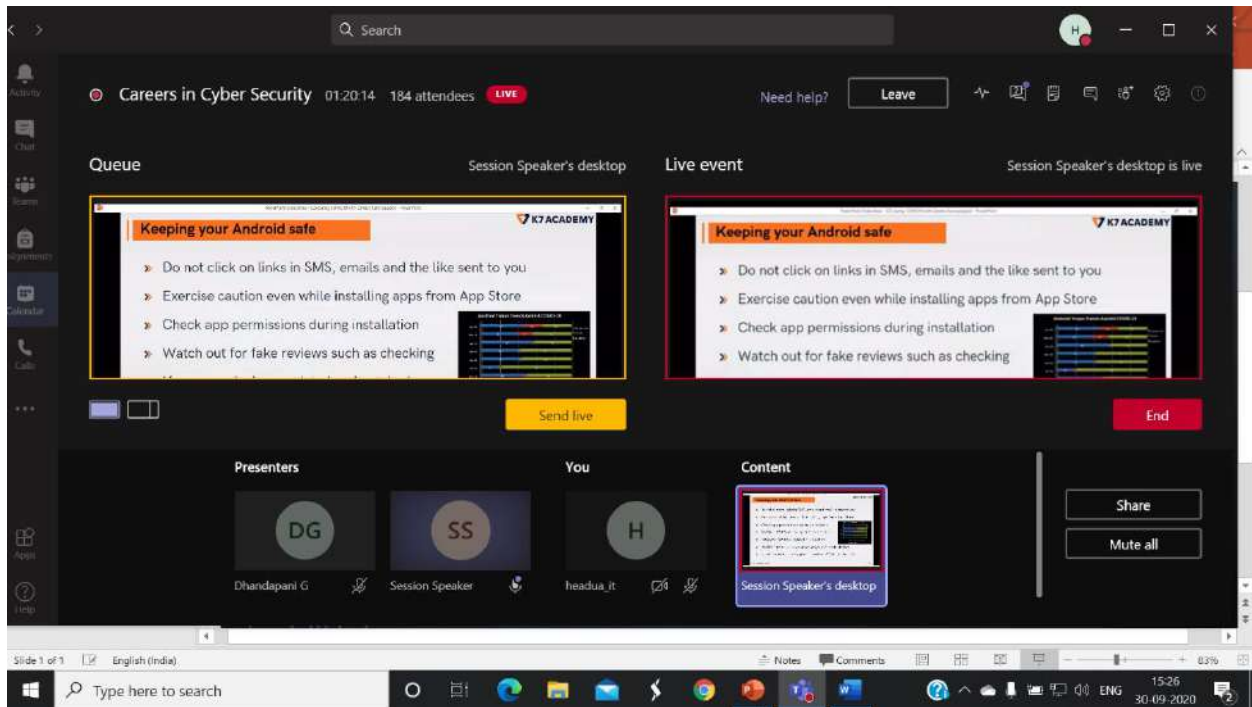 Search
H
Activity
Chat
Teams
Assignments
Calendar
Calls
Apps
Help
Careers in Cyber Security 01:20:14 184 attendees LIVE
Need help? Leave
Queue Session Speaker's desktop
Live event Session Speaker's desktop is live
K7 ACADEMY
Keeping your Android safe
» Do not click on links in SMS, emails and the like sent to you
» Exercise caution even while installing apps from App Store
» Check app permissions during installation
» Watch out for fake reviews such as checking
K7 ACADEMY
Keeping your Android safe
» Do not click on links in SMS, emails and the like sent to you
» Exercise caution even while installing apps from App Store
» Check app permissions during installation
» Watch out for fake reviews such as checking
Send live
End
Presenters You Content
DG SS H
Dhandapani G Session Speaker headua_it Session Speaker's desktop
Share
Mute all
Slide 1 of 1 English (India) Notes Comments 83%
Type here to search
ENG 15:26
30-09-2020
2